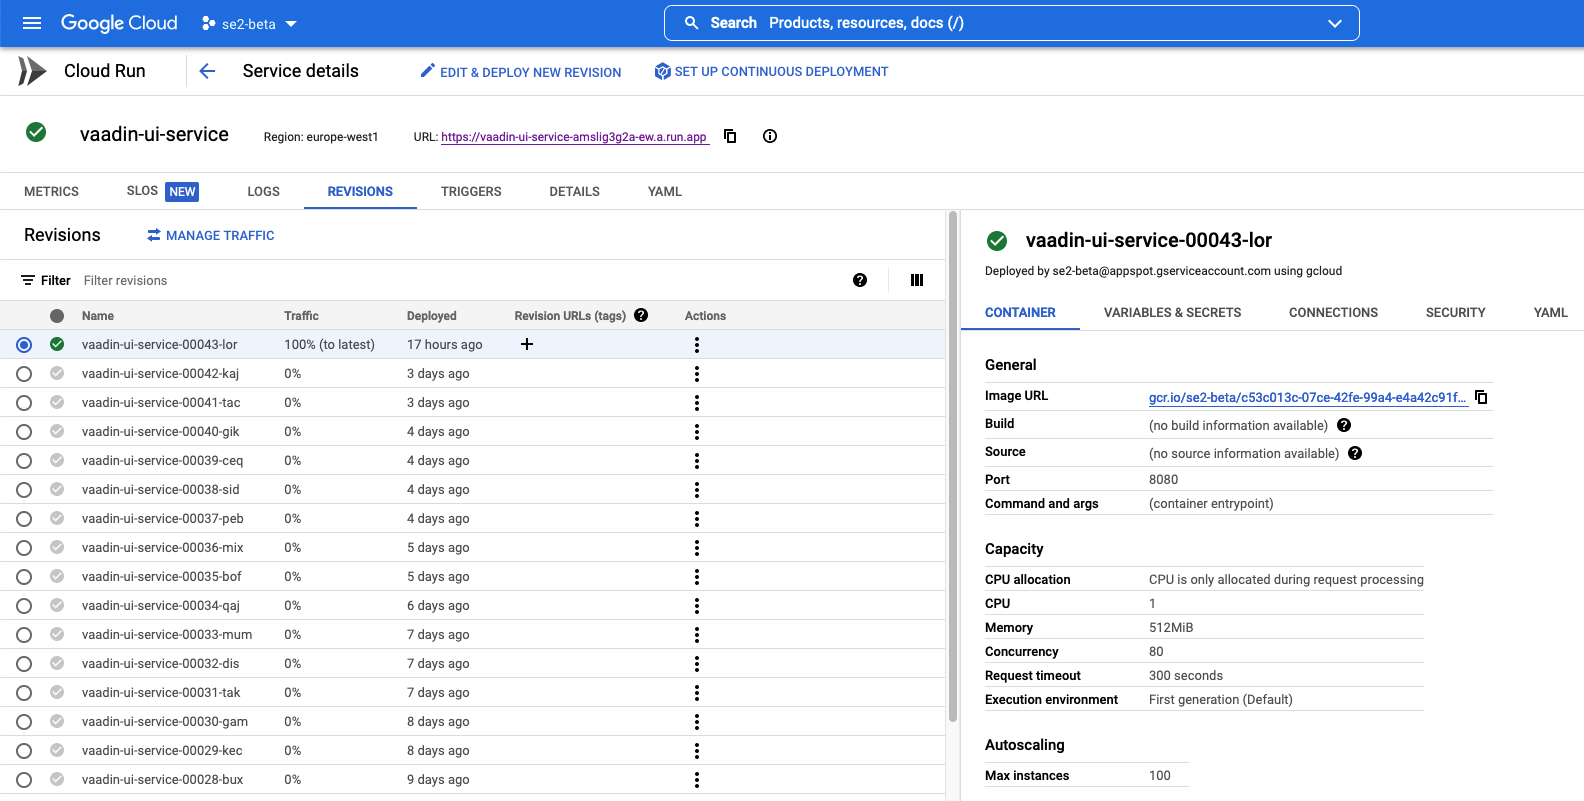 Google Cloud se2-beta Search Products, resources, docs (/)
Cloud Run Service details EDIT & DEPLOY NEW REVISION SET UP CONTINUOUS DEPLOYMENT
vaadin-ui-service Region: europe-west1 URL: https://vaadin-ui-service-amslig3g2a-ew.a.run.app
METRICS SLOS NEW LOGS REVISIONS TRIGGERS DETAILS YAML
Revisions MANAGE TRAFFIC
Filter Filter revisions
Name Traffic Deployed Revision URLs (tags) Actions
vaadin-ui-service-00043-lor 100% (to latest) 17 hours ago
vaadin-ui-service-00042-kaj 0% 3 days ago
vaadin-ui-service-00041-tac 0% 3 days ago
vaadin-ui-service-00040-gik 0% 4 days ago
vaadin-ui-service-00039-ceq 0% 4 days ago
vaadin-ui-service-00038-sid 0% 4 days ago
vaadin-ui-service-00037-peb 0% 4 days ago
vaadin-ui-service-00036-mix 0% 5 days ago
vaadin-ui-service-00035-bof 0% 5 days ago
vaadin-ui-service-00034-qaj 0% 6 days ago
vaadin-ui-service-00033-mum 0% 7 days ago
vaadin-ui-service-00032-dis 0% 7 days ago
vaadin-ui-service-00031-tak 0% 7 days ago
vaadin-ui-service-00030-gam 0% 8 days ago
vaadin-ui-service-00029-kec 0% 8 days ago
vaadin-ui-service-00028-bux 0% 9 days ago
vaadin-ui-service-00043-lor
Deployed by se2-beta@appspot.gserviceaccount.com using gcloud
CONTAINER VARIABLES & SECRETS CONNECTIONS SECURITY YAML
General
Image URL gcr.io/se2-beta/c53c013c-07ce-42fe-99a4-e4a42c91f...
Build (no build information available)
Source (no source information available)
Port 8080
Command and args (container entrypoint)
Capacity
CPU allocation CPU is only allocated during request processing
CPU 1
Memory 512MiB
Concurrency 80
Request timeout 300 seconds
Execution environment First generation (Default)
Autoscaling
Max instances 100